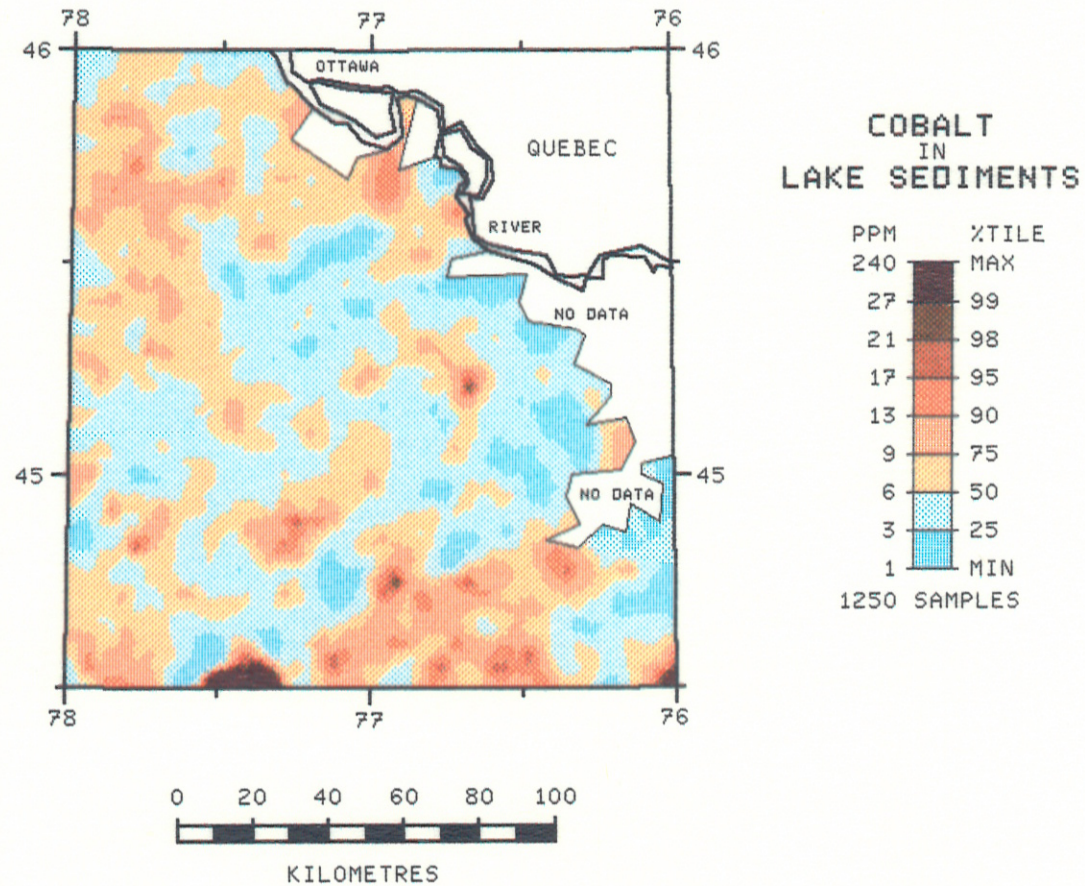 78 77 76
46 46
OTTAWA
QUEBEC
RIVER
NO DATA
45 45
NO DATA
78 77 76
0 20 40 60 80 100
KILOMETRES
COBALT
IN
LAKE SEDIMENTS
PPM %TILE
240 MAX
27 99
21 98
17 95
13 90
9 75
6 50
3 25
1 MIN
1250 SAMPLES